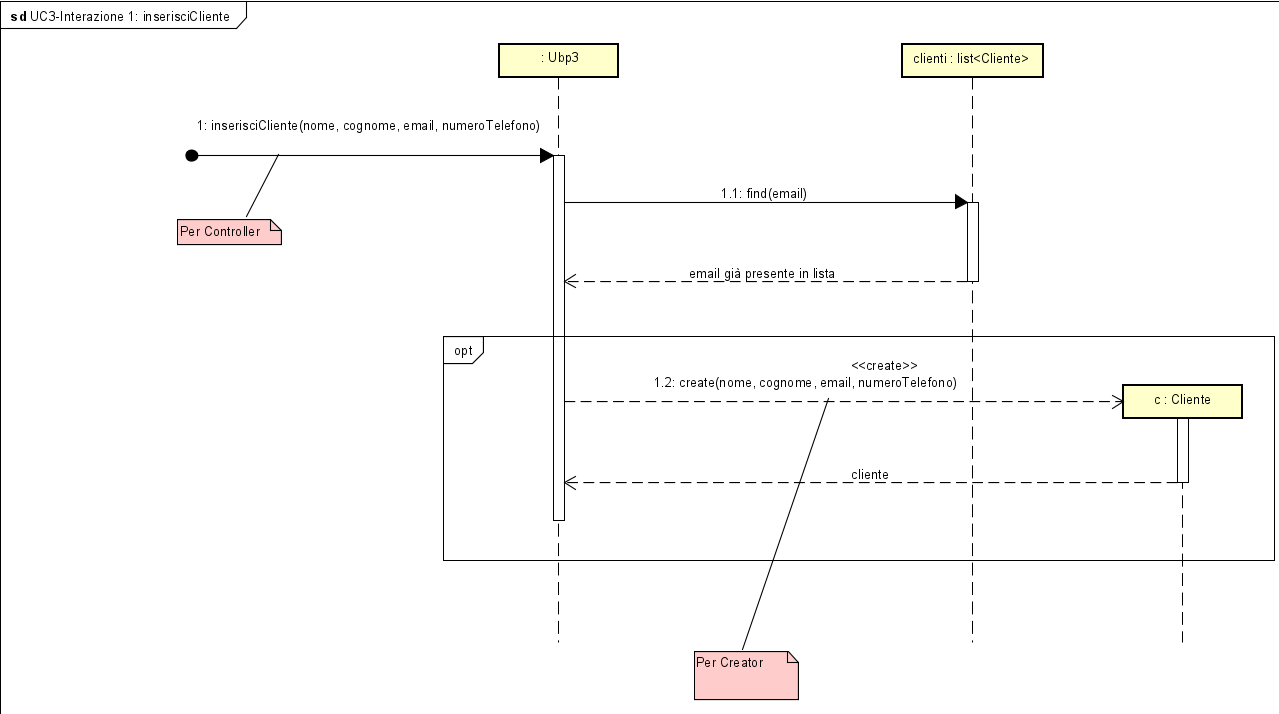 sd UC3-Interazione 1: inserisciCliente
: Ubp3
clienti : list<Cliente>
1: inserisciCliente(nome, cognome, email, numeroTelefono)
1.1: find(email)
Per Controller
email già presente in lista
opt
<<create>>
1.2: create(nome, cognome, email, numeroTelefono)
c : Cliente
cliente
Per Creator